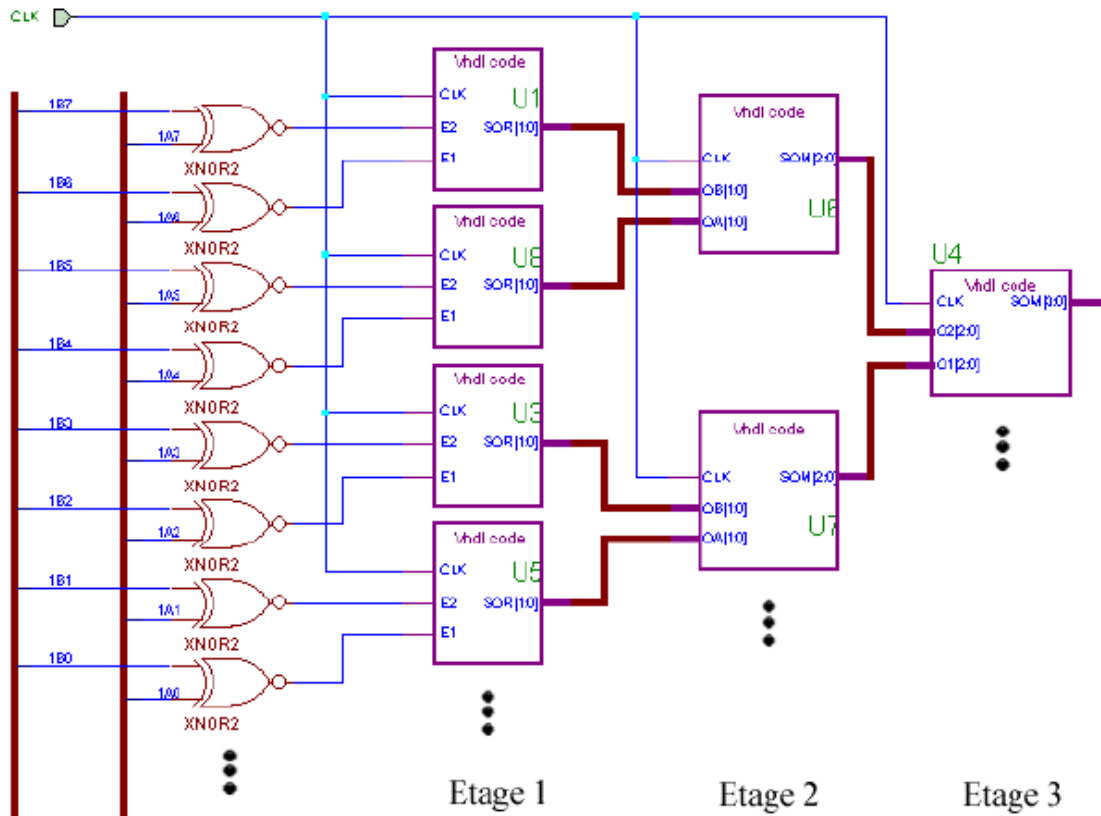 CLK
1B7
1A7
XNOR2
1B6
1A6
XNOR2
1B5
1A5
XNOR2
1B4
1A4
XNOR2
1B3
1A3
XNOR2
1B2
1A2
XNOR2
1B1
1A1
XNOR2
1B0
1A0
XNOR2
Vhdl code
U1
CLK
E2
SOR[1:0]
E1
Vhdl code
U8
CLK
E2
SOR[1:0]
E1
Vhdl code
U3
CLK
E2
SOR[1:0]
E1
Vhdl code
U5
CLK
E2
SOR[1:0]
E1
Vhdl code
CLK
SOM[2:0]
OB[1:0]
OA[1:0]
U6
Vhdl code
CLK
SOM[2:0]
OB[1:0]
OA[1:0]
U7
U4
Vhdl code
CLK
SOM[3:0]
O2[2:0]
O1[2:0]
Etage 1
Etage 2
Etage 3